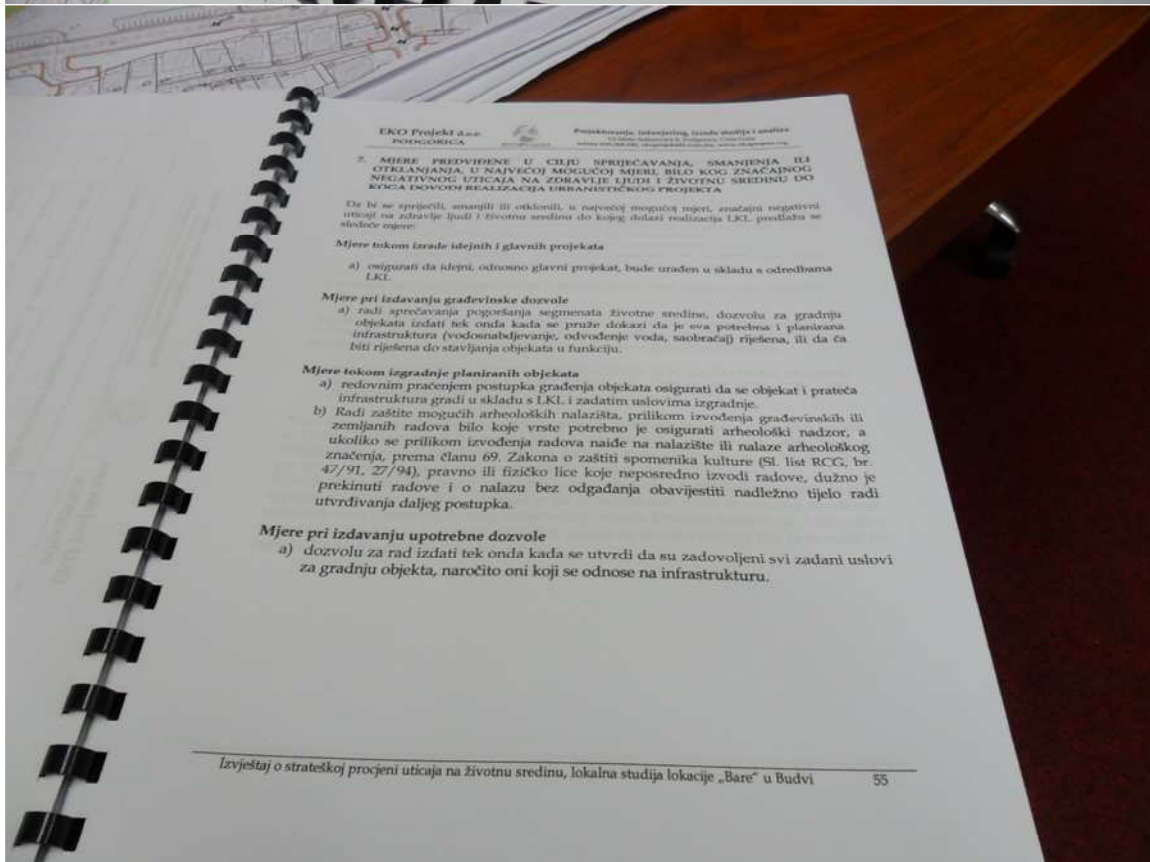 EKO Projekt d.o.o
PODGORICA
Projektovanje, inženjering, izrada studija i analiza
7. MJERE PREDVIĐENE U CILJU SPRIJEČAVANJA, SMANJENJA ILI
OTKLANJANJA, U NAJVEĆOJ MOGUĆOJ MJERI, BILO KOG ZNAČAJNOG
NEGATIVNOG UTICAJA NA ZDRAVLJE LJUDI I ŽIVOTNU SREDINU DO
KOGA DOVODI REALIZACIJA URBANISTIČKOG PROJEKTA
Da bi se spriječili, smanjili ili otklonili, u najvećoj mogućoj mjeri, značajni negativni
uticaji na zdravlje ljudi i životnu sredinu do kojeg dolazi realizacija LKL predlažu se
sledeće mjere:
Mjere tokom izrade idejnih i glavnih projekata
a) osigurati da idejni, odnosno glavni projekat, bude urađen u skladu s odredbama
LKL
Mjere pri izdavanju građevinske dozvole
a) radi sprečavanja pogoršanja segmenata životne sredine, dozvolu za gradnju
objekata izdati tek onda kada se pruže dokazi da je sva potrebna i planirana
infrastruktura (vodosnabdjevanje, odvođenje voda, saobraćaj) riješena, ili da ća
biti riješena do stavljanja objekata u funkciju.
Mjere tokom izgradnje planiranih objekata
a) redovnim praćenjem postupka građenja objekata osigurati da se objekat i prateća
infrastruktura gradi u skladu s LKL i zadatim uslovima izgradnje.
b) Radi zaštite mogućih arheoloških nalazišta, prilikom izvođenja građevinskih ili
zemljanih radova bilo koje vrste potrebno je osigurati arheološki nadzor, a
ukoliko se prilikom izvođenja radova naiđe na nalazište ili nalaze arheološkog
značenja, prema članu 69. Zakona o zaštiti spomenika kulture (Sl. list RCG, br.
47/91, 27/94), pravno ili fizičko lice koje neposredno izvodi radove, dužno je
prekinuti radove i o nalazu bez odgađanja obavijestiti nadležno tijelo radi
utvrđivanja daljeg postupka.
Mjere pri izdavanju upotrebne dozvole
a) dozvolu za rad izdati tek onda kada se utvrdi da su zadovoljeni svi zadani uslovi
za gradnju objekta, naročito oni koji se odnose na infrastrukturu.
Izvještaj o strateškoj procjeni uticaja na životnu sredinu, lokalna studija lokacije „Bare“ u Budvi 55